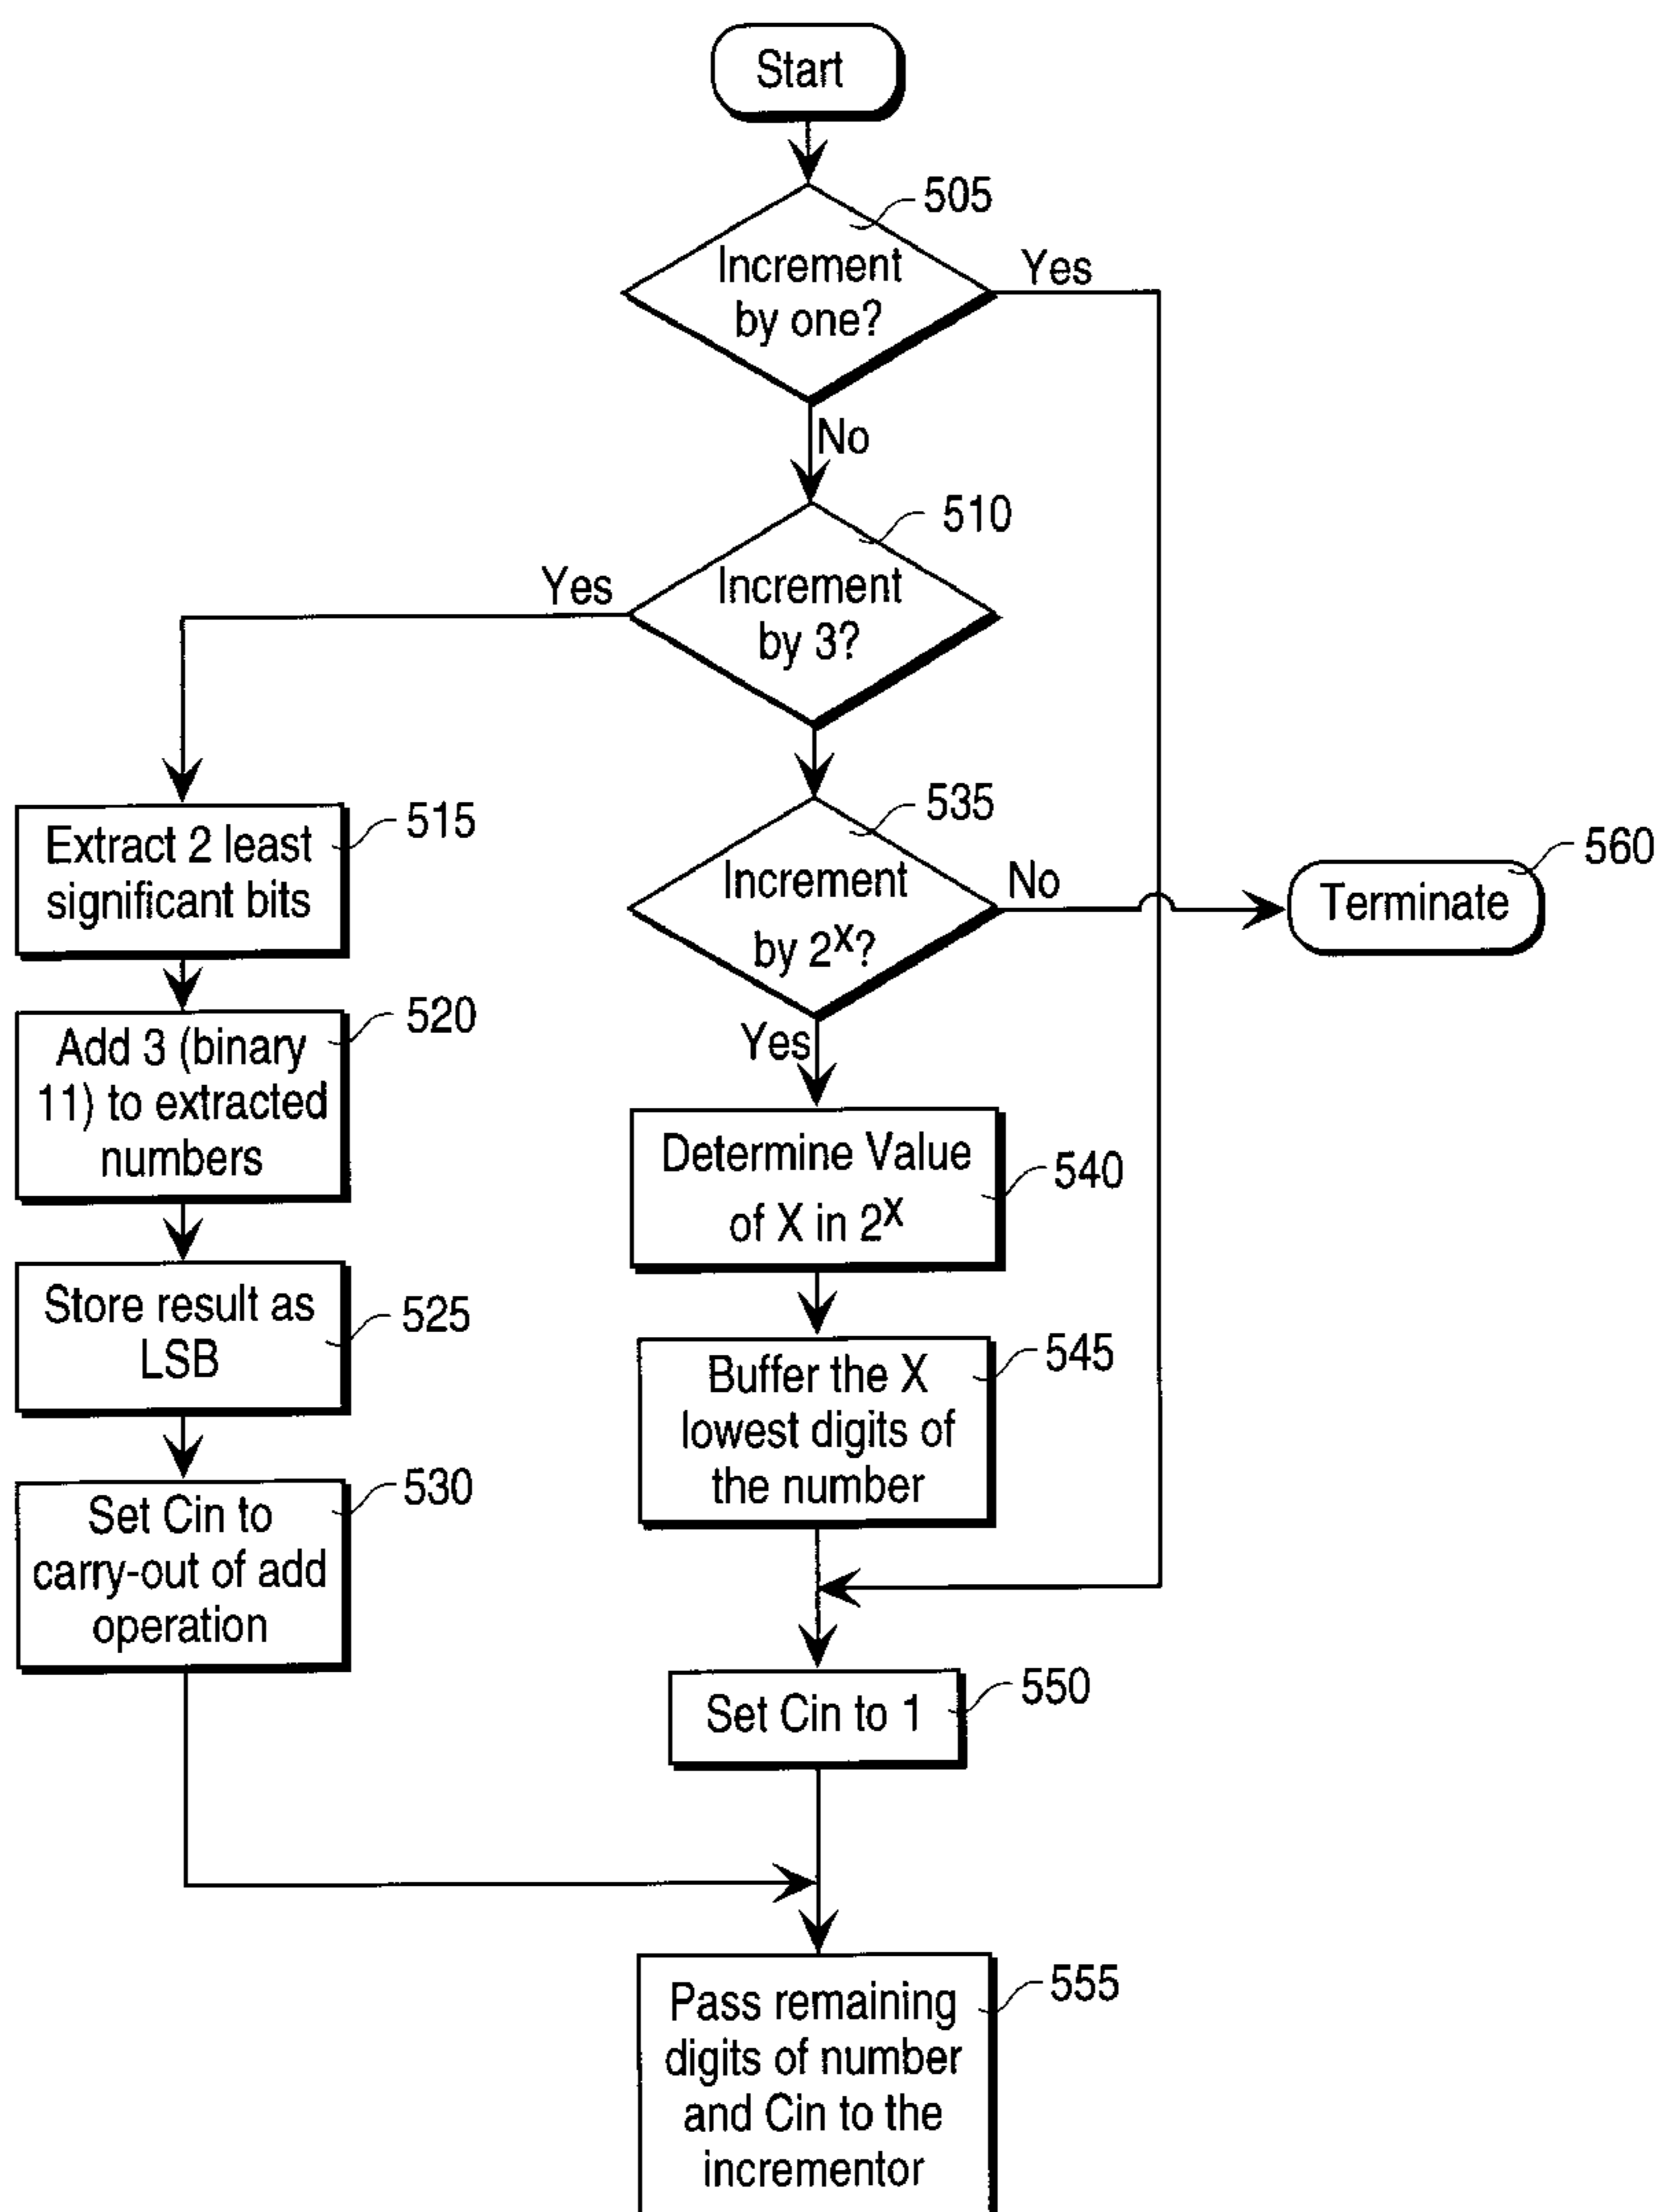 Start
505
Increment
by one?
Yes
No
510
Increment
by 3?
Yes
535
Increment
by 2^X?
No
560
Terminate
Yes
515
Extract 2 least
significant bits
520
Add 3 (binary
11) to extracted
numbers
525
Store result as
LSB
530
Set Cin to
carry-out of add
operation
540
Determine Value
of X in 2^X
545
Buffer the X
lowest digits of
the number
550
Set Cin to 1
555
Pass remaining
digits of number
and Cin to the
incrementor